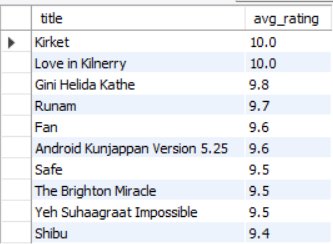 title avg_rating
Kirket 10.0
Love in Kilnerry 10.0
Gini Helida Kathe 9.8
Runam 9.7
Fan 9.6
Android Kunjappan Version 5.25 9.6
Safe 9.5
The Brighton Miracle 9.5
Yeh Suhaagraat Impossible 9.5
Shibu 9.4